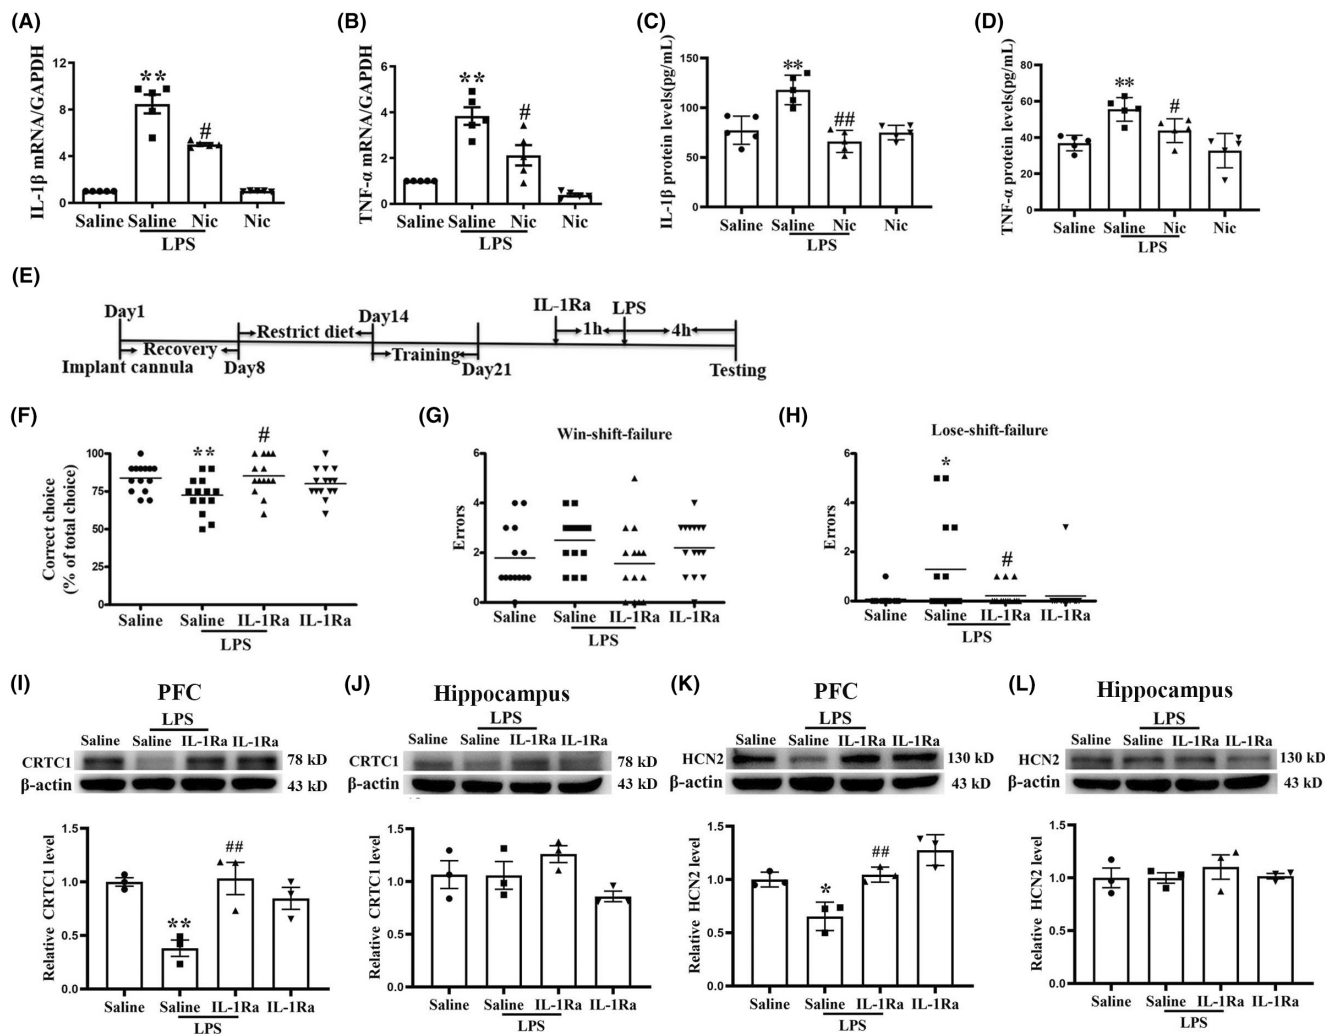 (A)
IL-1β mRNA/GAPDH
12
8
4
0
**
#
Saline Saline Nic Nic
LPS
(B)
TNF-α mRNA/GAPDH
6
4
2
0
**
#
Saline Saline Nic Nic
LPS
(C)
IL-1β protein levels(pg/mL)
150
100
50
0
**
##
Saline Saline Nic Nic
LPS
(D)
TNF-α protein levels(pg/mL)
80
60
40
20
0
**
#
Saline Saline Nic Nic
LPS
(E)
Day1
Day14
IL-1Ra
LPS
Restrict diet
1h
4h
Recovery
Training
Implant cannula
Day8
Day21
Testing
(F)
Correct choice
(% of total choice)
100
75
50
25
0
**
#
Saline Saline IL-1Ra IL-1Ra
LPS
(G)
Win-shift-failure
Errors
6
4
2
0
Saline Saline IL-1Ra IL-1Ra
LPS
(H)
Lose-shift-failure
Errors
6
4
2
0
*
#
Saline Saline IL-1Ra IL-1Ra
LPS
(I)
PFC
LPS
Saline Saline IL-1Ra IL-1Ra
CRTC1 78 kD
β-actin 43 kD
Relative CRTC1 level
1.5
1.0
0.5
0.0
**
##
Saline Saline IL-1Ra IL-1Ra
LPS
(J)
Hippocampus
LPS
Saline Saline IL-1Ra IL-1Ra
CRTC1 78 kD
β-actin 43 kD
Relative CRTC1 level
1.5
1.0
0.5
0.0
Saline Saline IL-1Ra IL-1Ra
LPS
(K)
PFC
LPS
Saline Saline IL-1Ra IL-1Ra
HCN2 130 kD
β-actin 43 kD
Relative HCN2 level
1.5
1.0
0.5
0.0
*
##
Saline Saline IL-1Ra IL-1Ra
LPS
(L)
Hippocampus
LPS
Saline Saline IL-1Ra IL-1Ra
HCN2 130 kD
β-actin 43 kD
Relative HCN2 level
1.5
1.0
0.5
0.0
Saline Saline IL-1Ra IL-1Ra
LPS